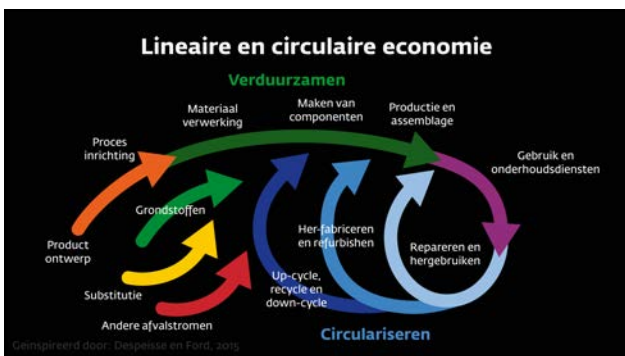 Lineaire en circulaire economie
Verduurzamen
Materiaal
verwerking
Maken van
componenten
Productie en
assemblage
Proces
inrichting
Gebruik en
onderhoudsdiensten
Grondstoffen
Her-fabriceren
en refurbishen
Repareren en
hergebruiken
Product
ontwerp
Up-cycle,
recycle en
down-cycle
Substitutie
Andere afvalstromen
Circulariseren
Geinspireerd door: Despeisse en Ford, 2015